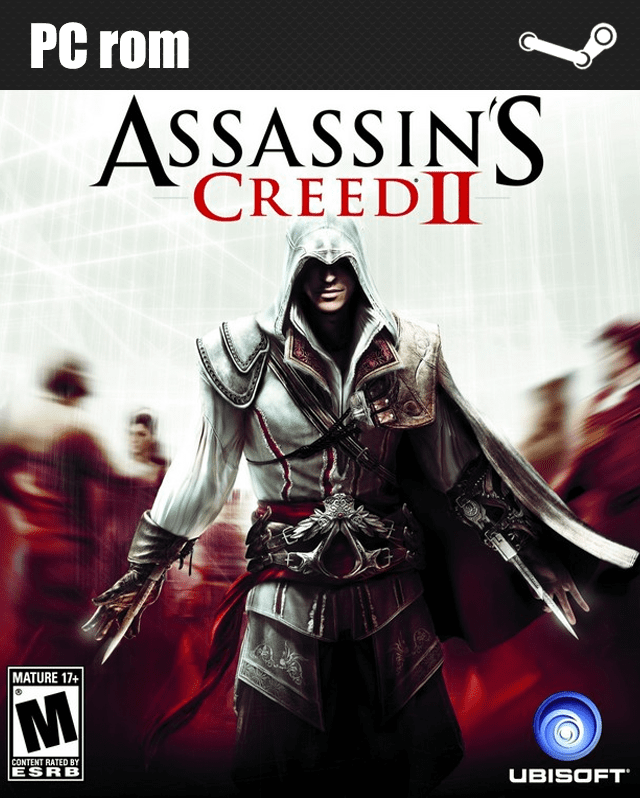 PC rom
ASSASSIN'S
CREED II
MATURE 17+
M
®
CONTENT RATED BY
ESRB
UBISOFT